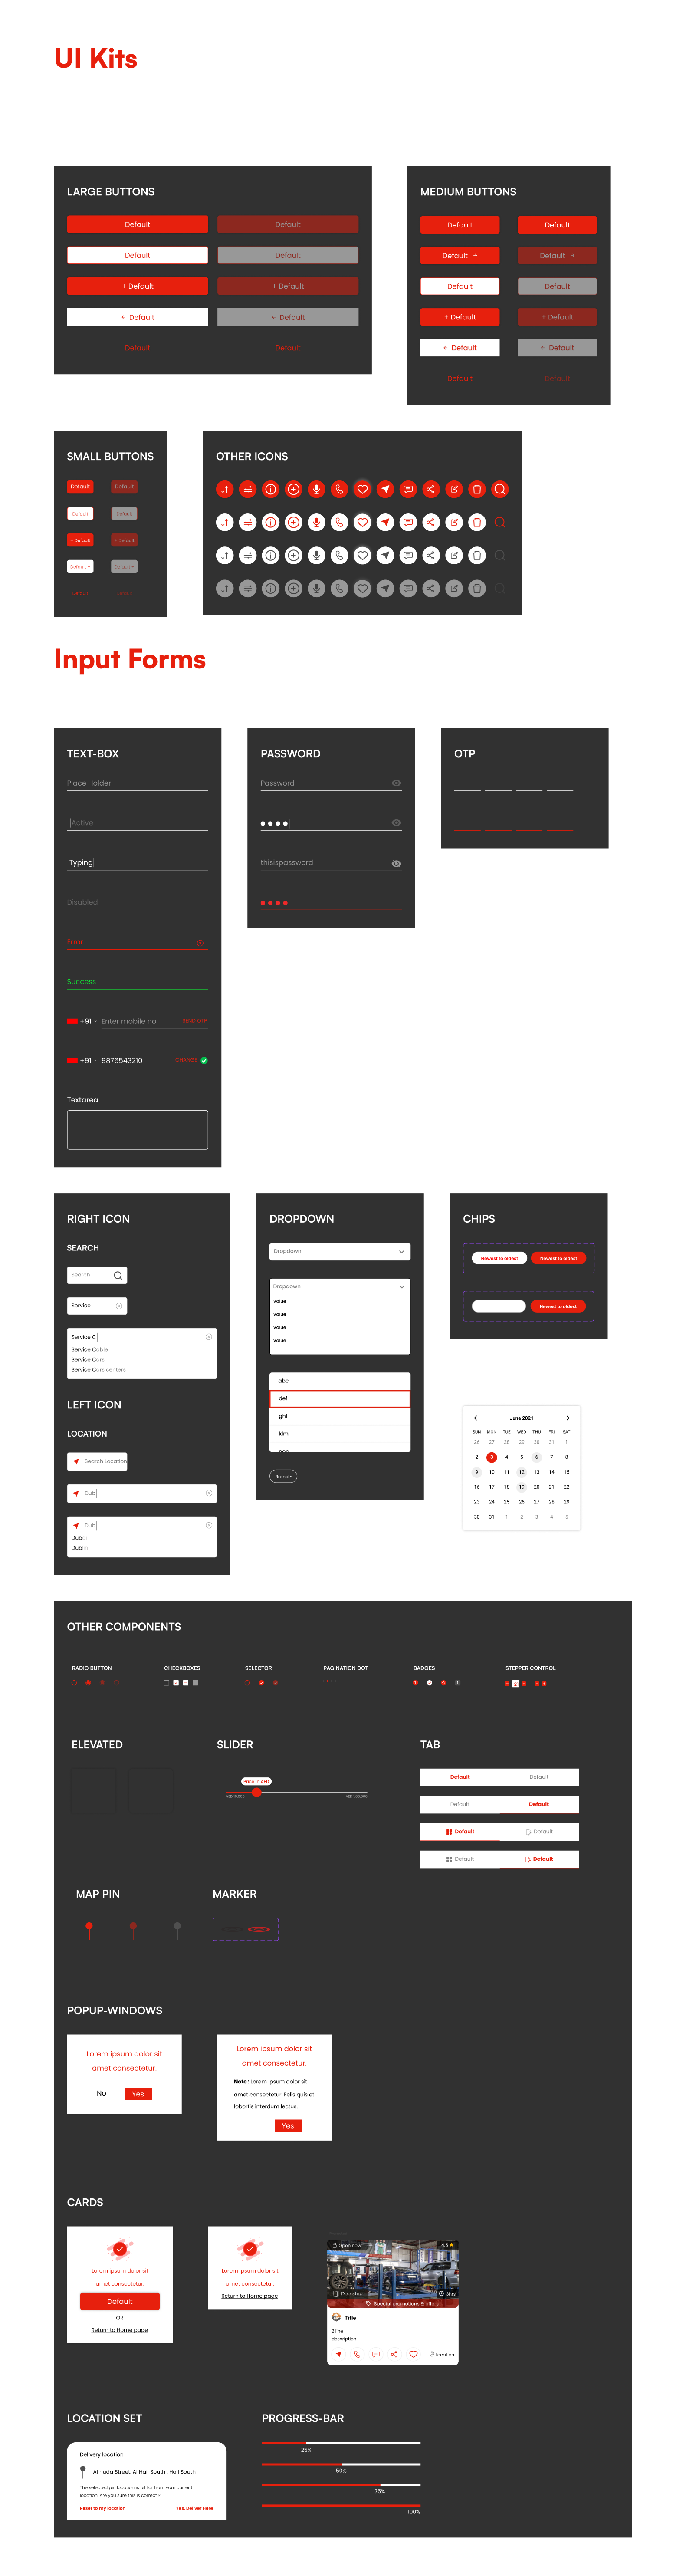 UI Kits
LARGE BUTTONS
Default Default
Default Default
+ Default + Default
← Default ← Default
Default Default
MEDIUM BUTTONS
Default Default
Default → Default →
Default Default
+ Default + Default
← Default ← Default
Default Default
SMALL BUTTONS
Default Default
Default Default
+ Default + Default
Default + Default +
Default Default
OTHER ICONS
Input Forms
TEXT-BOX
Place Holder
Active
Typing
Disabled
Error
Success
+91 - Enter mobile no SEND OTP
+91 - 9876543210 CHANGE
Textarea
PASSWORD
Password
thisispassword
OTP
RIGHT ICON
SEARCH
Search
Service
Service C
Service Cable
Service Cars
Service Cars centers
LEFT ICON
LOCATION
Search Location
Dub
Dub
Dub
Dub
DROPDOWN
Dropdown
Dropdown
Value
Value
Value
Value
abc
def
ghi
klm
Brand
CHIPS
Newest to oldest Newest to oldest
Newest to oldest
June 2021
SUN MON TUE WED THU FRI SAT
26 27 28 29 30 31 1
2 3 4 5 6 7 8
9 10 11 12 13 14 15
16 17 18 19 20 21 22
23 24 25 26 27 28 29
30 31 1 2 3 4 5
OTHER COMPONENTS
RADIO BUTTON CHECKBOXES SELECTOR PAGINATION DOT BADGES STEPPER CONTROL
ELEVATED
SLIDER
Price in AED
TAB
Default Default
Default Default
Default Default
Default Default
MAP PIN
MARKER
POPUP-WINDOWS
Lorem ipsum dolor sit
amet consectetur.
No Yes
Lorem ipsum dolor sit
amet consectetur.
Note : Lorem ipsum dolor sit
amet consectetur. Felis quis et
lobortis interdum lectus.
Yes
CARDS
Lorem ipsum dolor sit
amet consectetur.
Default
OR
Return to Home page
Lorem ipsum dolor sit
amet consectetur.
Return to Home page
Open now 4.5
Doorstep 3hrs
Special promotions & offers
Title
2 line
description
Location
LOCATION SET
Delivery location
Al huda Street, Al Hail South , Hail South
The selected pin location is bit far from your current
location. Are you sure this is correct ?
Reset to my location Yes, Deliver Here
PROGRESS-BAR
25%
50%
75%
100%